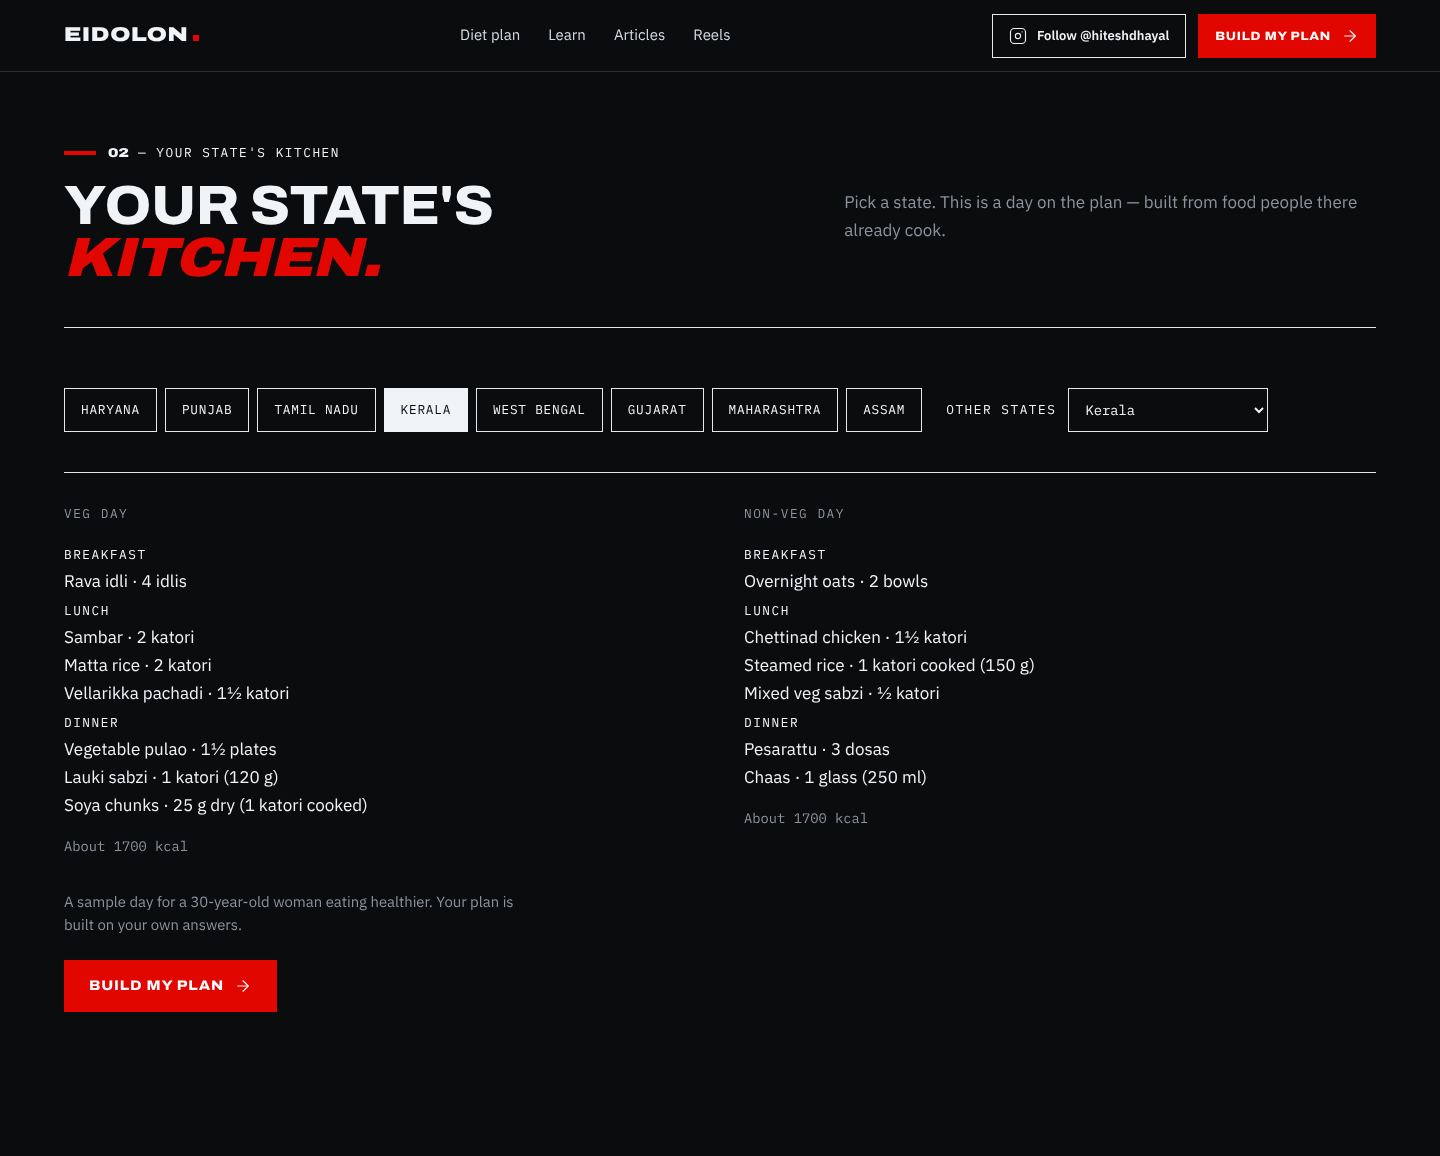 EIDOLON.
Diet plan
Learn
Articles
Reels
Follow @hiteshdhayal
BUILD MY PLAN →
02 — YOUR STATE'S KITCHEN
YOUR STATE'S
KITCHEN.
Pick a state. This is a day on the plan — built from food people there
already cook.
HARYANA
PUNJAB
TAMIL NADU
KERALA
WEST BENGAL
GUJARAT
MAHARASHTRA
ASSAM
OTHER STATES
Kerala
VEG DAY
BREAKFAST
Rava idli · 4 idlis
LUNCH
Sambar · 2 katori
Matta rice · 2 katori
Vellarikka pachadi · 1½ katori
DINNER
Vegetable pulao · 1½ plates
Lauki sabzi · 1 katori (120 g)
Soya chunks · 25 g dry (1 katori cooked)
About 1700 kcal
NON-VEG DAY
BREAKFAST
Overnight oats · 2 bowls
LUNCH
Chettinad chicken · 1½ katori
Steamed rice · 1 katori cooked (150 g)
Mixed veg sabzi · ½ katori
DINNER
Pesarattu · 3 dosas
Chaas · 1 glass (250 ml)
About 1700 kcal
A sample day for a 30-year-old woman eating healthier. Your plan is
built on your own answers.
BUILD MY PLAN →